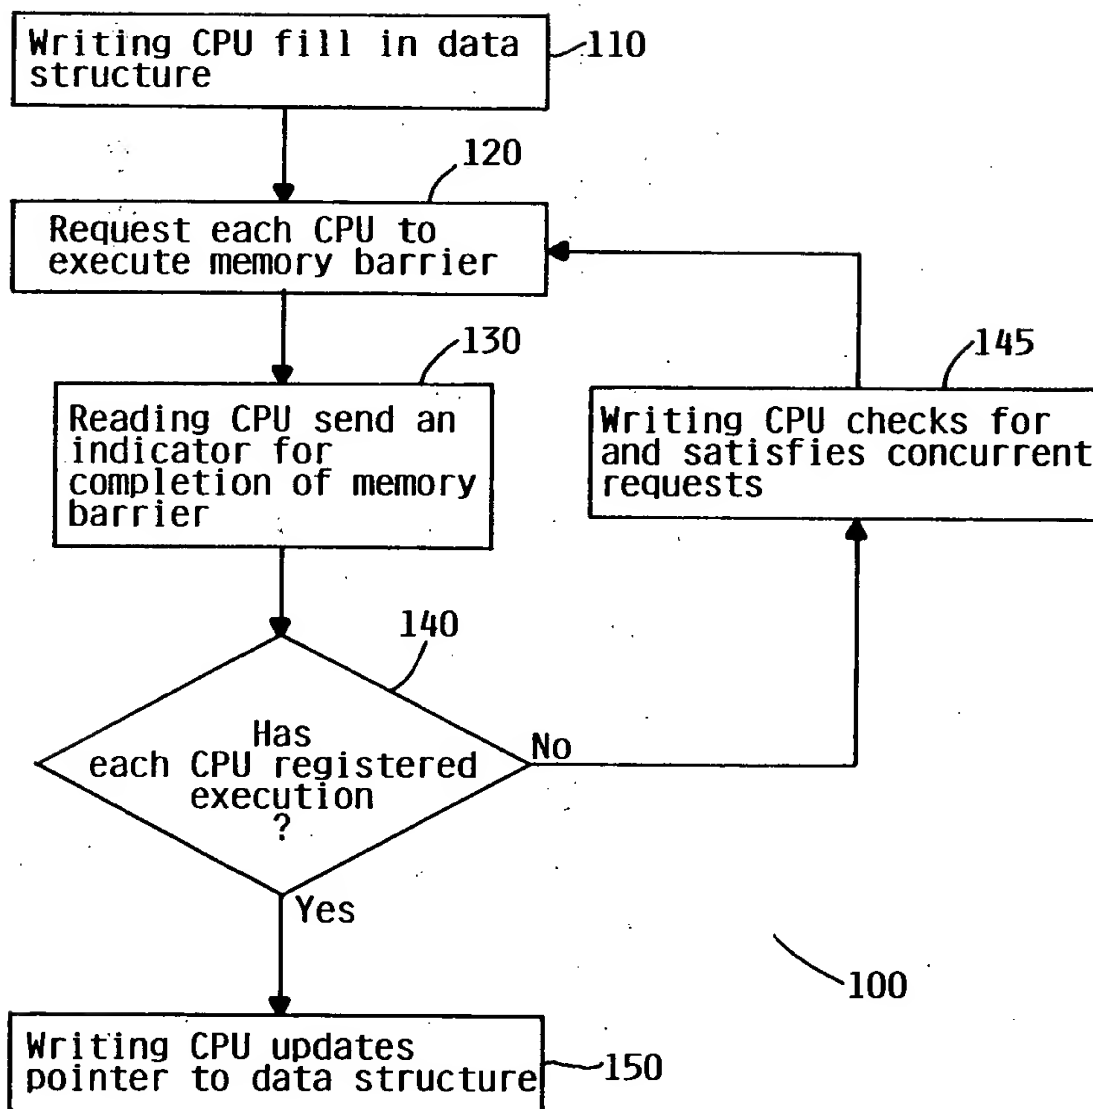 Writing CPU fill in data
structure
110
120
Request each CPU to
execute memory barrier
130
Reading CPU send an
indicator for
completion of memory
barrier
145
Writing CPU checks for
and satisfies concurrent
requests
140
Has
each CPU registered
execution
?
No
Yes
100
Writing CPU updates
pointer to data structure
150